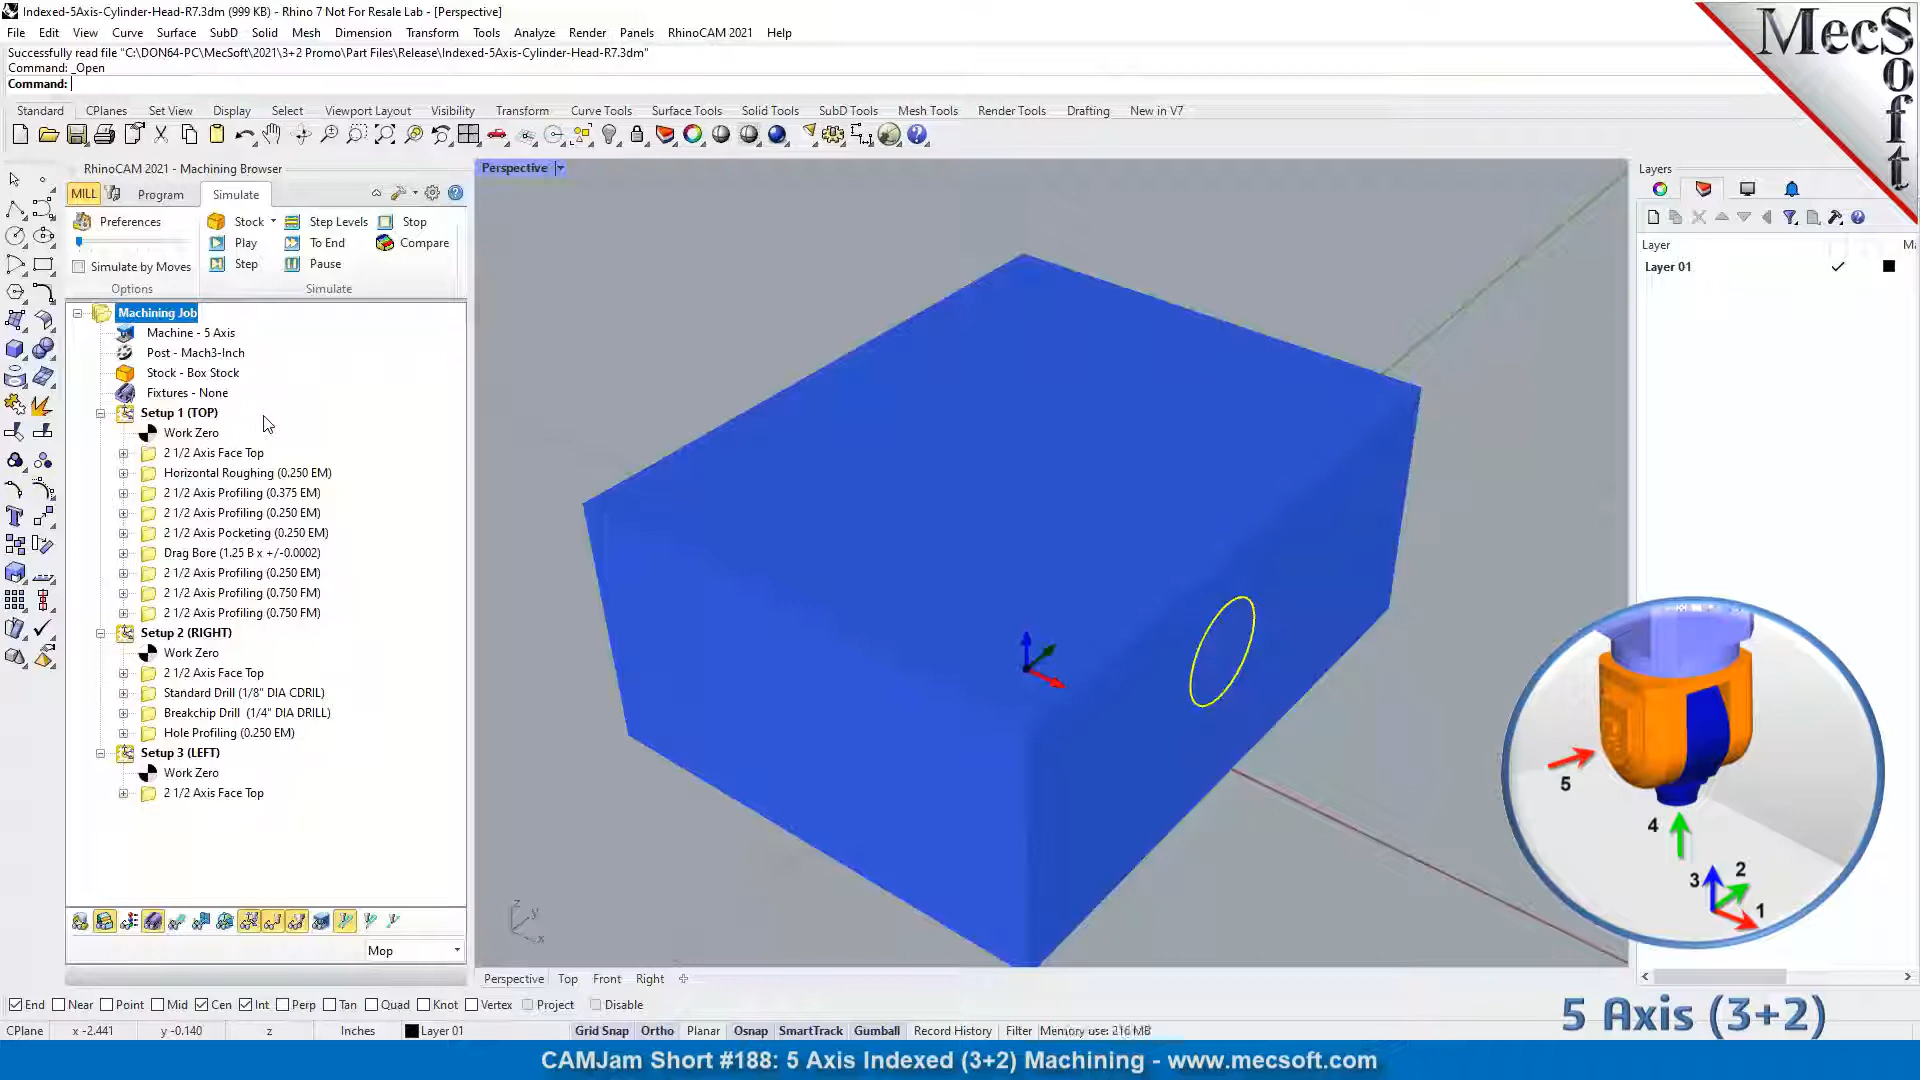 Indexed-5Axis-Cylinder-Head-R7.3dm (999 KB) - Rhino 7 Not For Resale Lab - [Perspective]
File Edit View Curve Surface SubD Solid Mesh Dimension Transform Tools Analyze Render Panels RhinoCAM 2021 Help
Successfully read file "C:\DON64-PC\MecSoft\2021\3+2 Promo\Part Files\Release\Indexed-5Axis-Cylinder-Head-R7.3dm"
Command: _Open
Command:
Standard CPlanes Set View Display Select Viewport Layout Visibility Transform Curve Tools Surface Tools Solid Tools SubD Tools Mesh Tools Render Tools Drafting New in V7
MecSoft
RhinoCAM 2021 - Machining Browser
MILL Program Simulate
Preferences
Simulate by Moves
Options
Stock Step Levels Stop
Play To End Compare
Step Pause
Simulate
Machining Job
Machine - 5 Axis
Post - Mach3-Inch
Stock - Box Stock
Fixtures - None
Setup 1 (TOP)
Work Zero
2 1/2 Axis Face Top
Horizontal Roughing (0.250 EM)
2 1/2 Axis Profiling (0.375 EM)
2 1/2 Axis Profiling (0.250 EM)
2 1/2 Axis Pocketing (0.250 EM)
Drag Bore (1.25 B x +/-0.0002)
2 1/2 Axis Profiling (0.250 EM)
2 1/2 Axis Profiling (0.750 FM)
2 1/2 Axis Profiling (0.750 FM)
Setup 2 (RIGHT)
Work Zero
2 1/2 Axis Face Top
Standard Drill (1/8" DIA CDRIL)
Breakchip Drill (1/4" DIA DRILL)
Hole Profiling (0.250 EM)
Setup 3 (LEFT)
Work Zero
2 1/2 Axis Face Top
Mop
Perspective
z
y
x
Layers
Layer
Layer 01
5
4
3
2
1
Perspective Top Front Right
End Near Point Mid Cen Int Perp Tan Quad Knot Vertex Project Disable
CPlane x -2.441 y -0.140 z Inches Layer 01 Grid Snap Ortho Planar Osnap SmartTrack Gumball Record History Filter Memory use: 216 MB
5 Axis (3+2)
CAMJam Short #188: 5 Axis Indexed (3+2) Machining - www.mecsoft.com